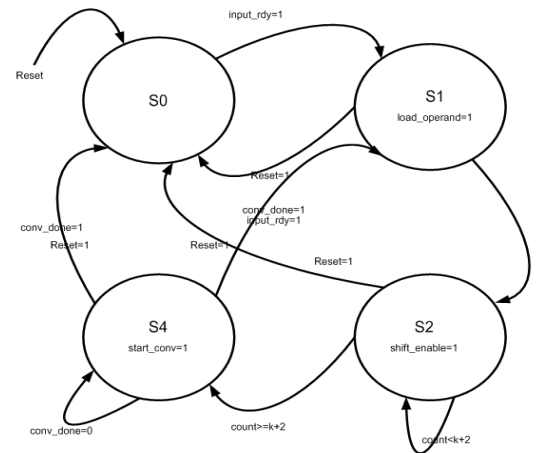 input_rdy=1
Reset
S0
S1
load_operand=1
Reset=1
conv_done=1
input_rdy=1
conv_done=1
Reset=1
Reset=1
Reset=1
S4
start_conv=1
S2
shift_enable=1
conv_done=0
count>=k+2
count<k+2